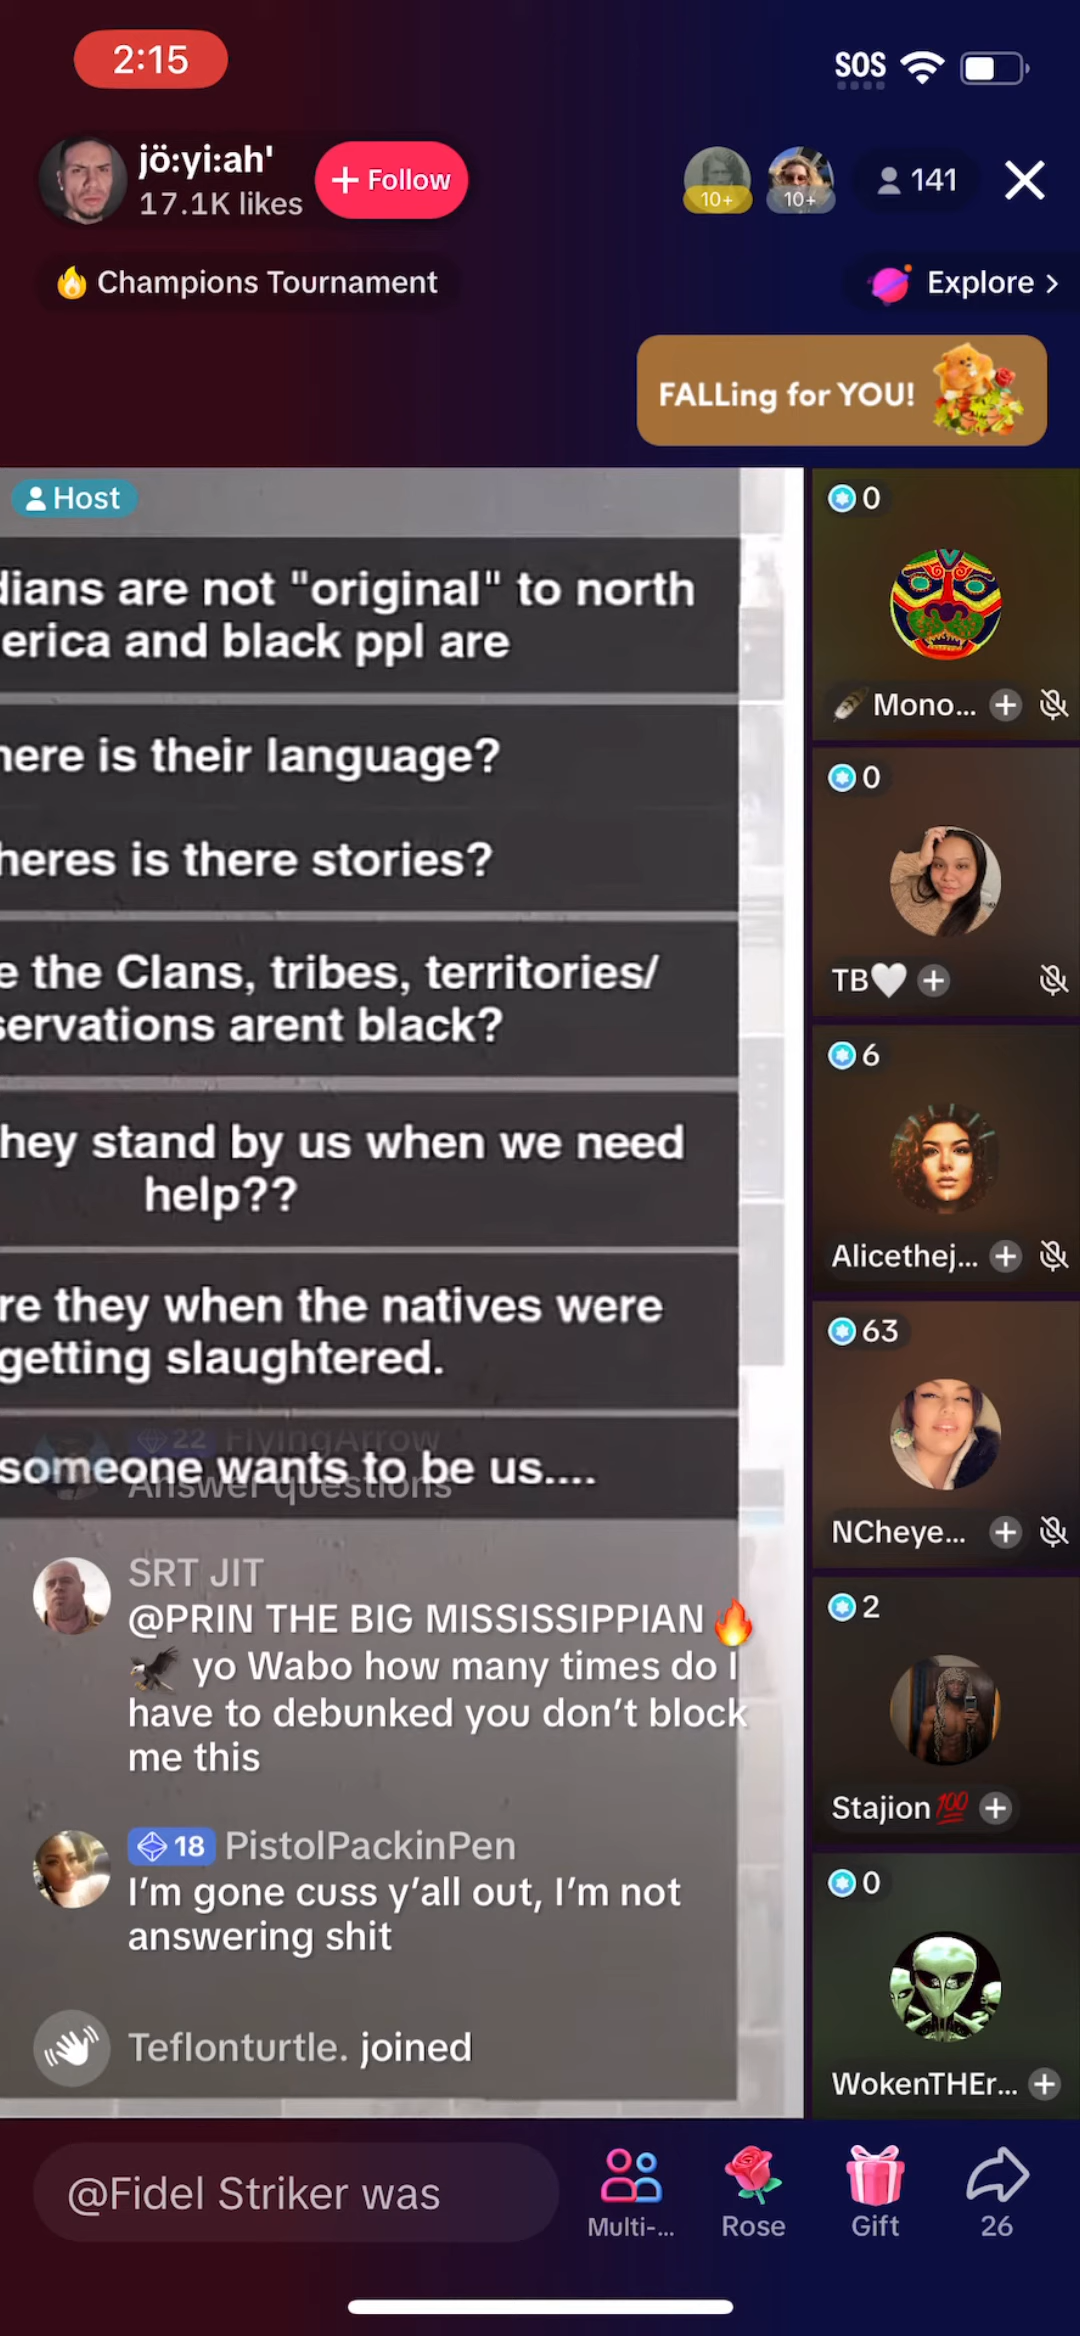 2:15
SOS
jö:yi:ah'
17.1K likes
+ Follow
10+
10+
141
Champions Tournament
Explore >
FALLing for YOU!
Host
dians are not "original" to north
erica and black ppl are
here is their language?
heres is there stories?
e the Clans, tribes, territories/
servations arent black?
hey stand by us when we need
help??
re they when the natives were
getting slaughtered.
someone wants to be us....
22 FlyingArrow
Answer questions
SRT JIT
@PRIN THE BIG MISSISSIPPIAN🔥
🦅 yo Wabo how many times do I
have to debunked you don’t block
me this
18 PistolPackinPen
I’m gone cuss y’all out, I’m not
answering shit
Teflonturtle. joined
0
Mono...
0
TB🤍
6
Alicethej...
63
NCheye...
2
Stajion💯
0
WokenTHEr...
@Fidel Striker was
Multi-...
Rose
Gift
26